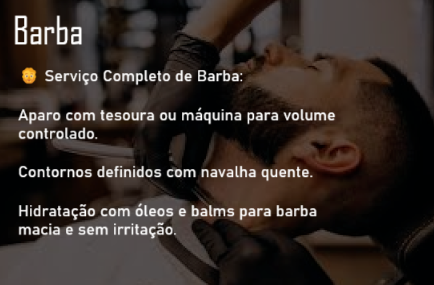 Barba
🧔 Serviço Completo de Barba:
Aparo com tesoura ou máquina para volume
controlado.
Contornos definidos com navalha quente.
Hidratação com óleos e balms para barba
macia e sem irritação.